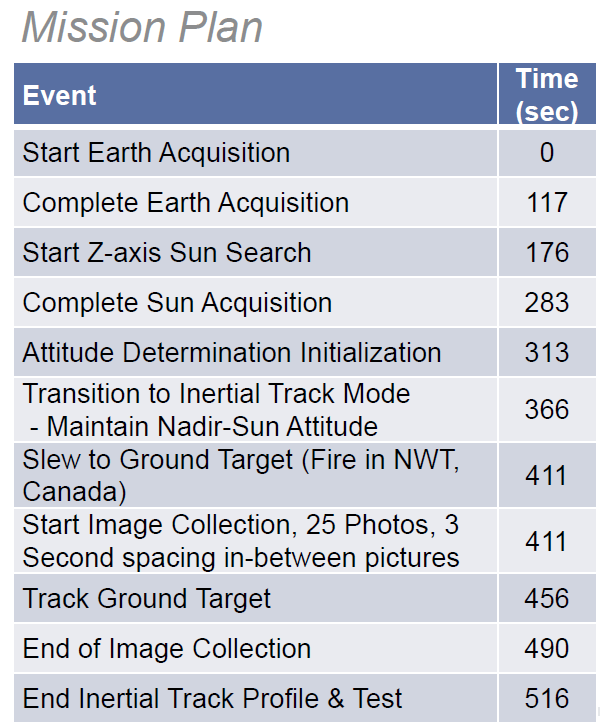 Mission Plan
Event
Time
(sec)
Start Earth Acquisition
0
Complete Earth Acquisition
117
Start Z-axis Sun Search
176
Complete Sun Acquisition
283
Attitude Determination Initialization
313
Transition to Inertial Track Mode
- Maintain Nadir-Sun Attitude
366
Slew to Ground Target (Fire in NWT,
Canada)
411
Start Image Collection, 25 Photos, 3
Second spacing in-between pictures
411
Track Ground Target
456
End of Image Collection
490
End Inertial Track Profile & Test
516